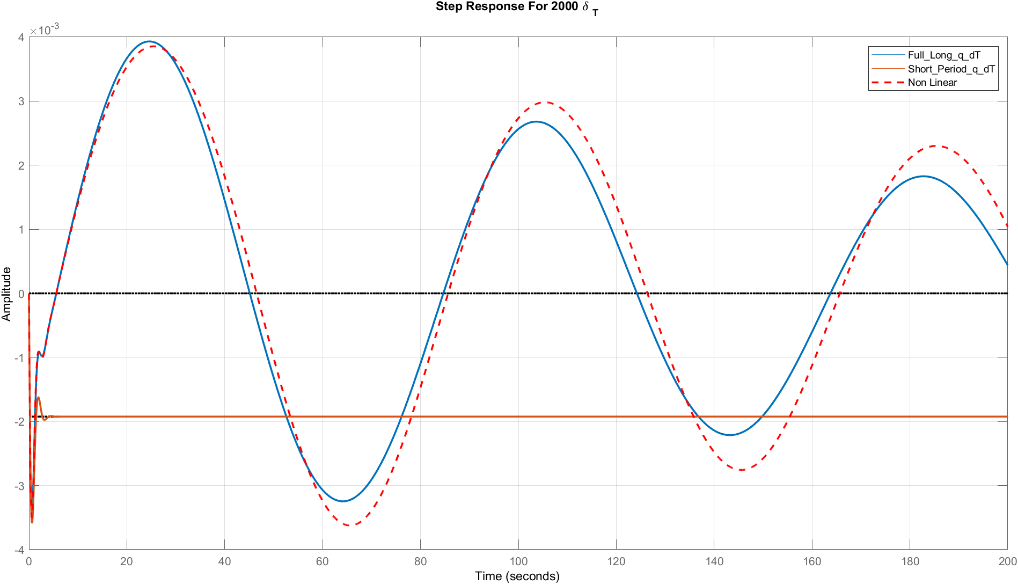 Step Response For 2000 δ T
×10-3
4
3
2
1
0
-1
-2
-3
-4
Amplitude
0 20 40 60 80 100 120 140 160 180 200
Time (seconds)
Full_Long_q_dT
Short_Period_q_dT
Non Linear